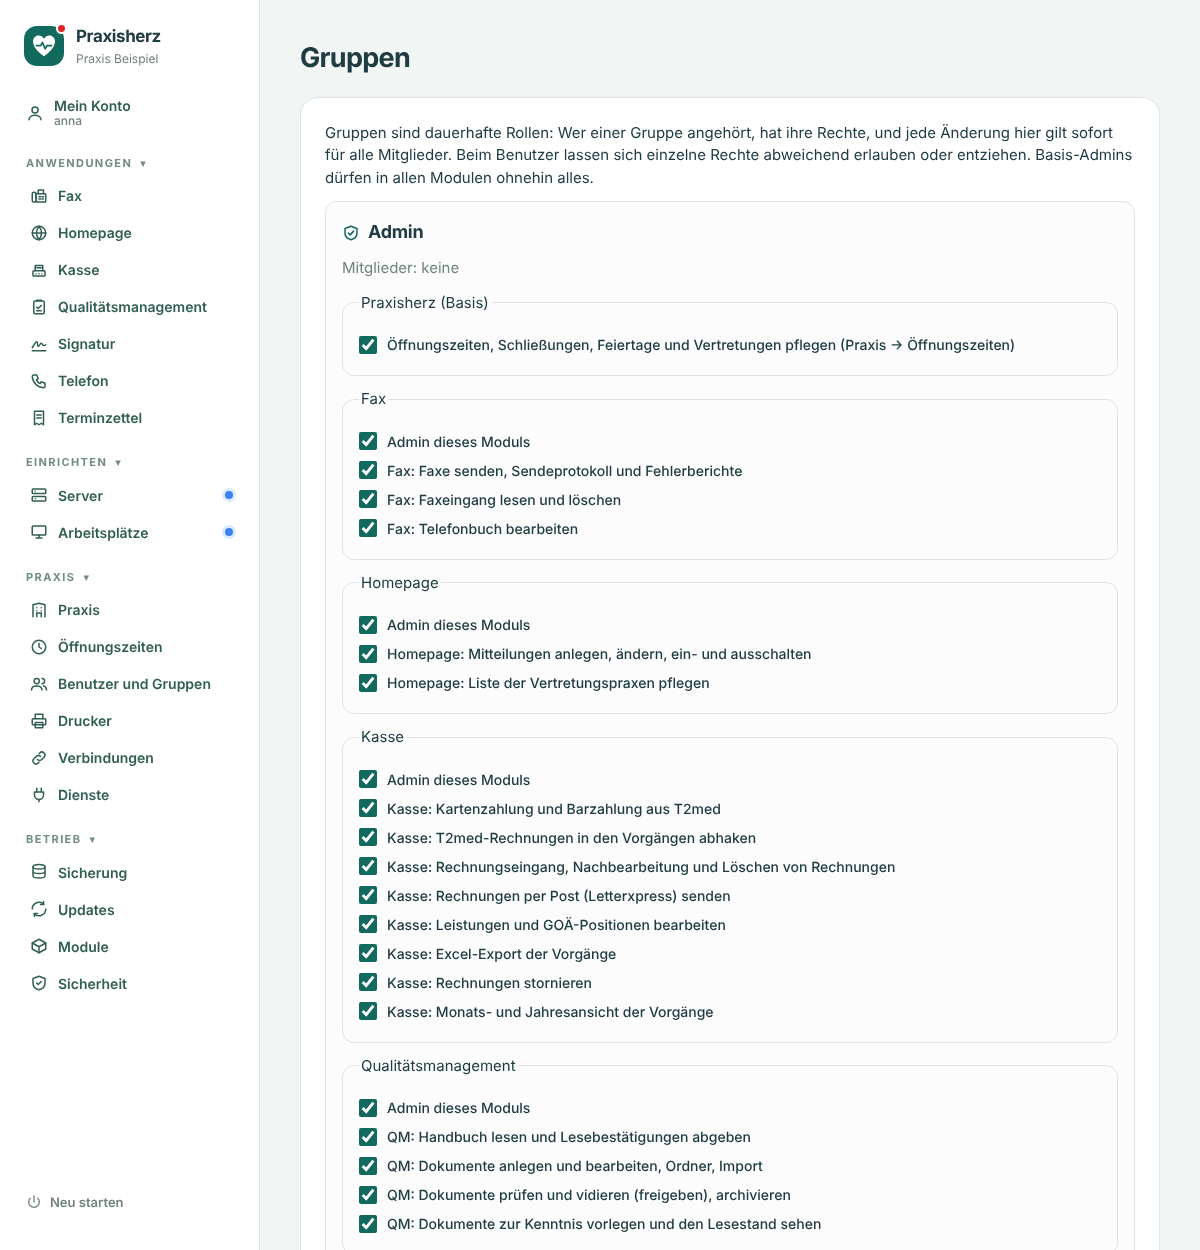 Praxisherz
Praxis Beispiel
Mein Konto
anna
ANWENDUNGEN ▾
Fax
Homepage
Kasse
Qualitätsmanagement
Signatur
Telefon
Terminzettel
EINRICHTEN ▾
Server
Arbeitsplätze
PRAXIS ▾
Praxis
Öffnungszeiten
Benutzer und Gruppen
Drucker
Verbindungen
Dienste
BETRIEB ▾
Sicherung
Updates
Module
Sicherheit
Neu starten
Gruppen
Gruppen sind dauerhafte Rollen: Wer einer Gruppe angehört, hat ihre Rechte, und jede Änderung hier gilt sofort
für alle Mitglieder. Beim Benutzer lassen sich einzelne Rechte abweichend erlauben oder entziehen. Basis-Admins
dürfen in allen Modulen ohnehin alles.
Admin
Mitglieder: keine
Praxisherz (Basis)
Öffnungszeiten, Schließungen, Feiertage und Vertretungen pflegen (Praxis → Öffnungszeiten)
Fax
Admin dieses Moduls
Fax: Faxe senden, Sendeprotokoll und Fehlerberichte
Fax: Faxeingang lesen und löschen
Fax: Telefonbuch bearbeiten
Homepage
Admin dieses Moduls
Homepage: Mitteilungen anlegen, ändern, ein- und ausschalten
Homepage: Liste der Vertretungspraxen pflegen
Kasse
Admin dieses Moduls
Kasse: Kartenzahlung und Barzahlung aus T2med
Kasse: T2med-Rechnungen in den Vorgängen abhaken
Kasse: Rechnungseingang, Nachbearbeitung und Löschen von Rechnungen
Kasse: Rechnungen per Post (Letterxpress) senden
Kasse: Leistungen und GOÄ-Positionen bearbeiten
Kasse: Excel-Export der Vorgänge
Kasse: Rechnungen stornieren
Kasse: Monats- und Jahresansicht der Vorgänge
Qualitätsmanagement
Admin dieses Moduls
QM: Handbuch lesen und Lesebestätigungen abgeben
QM: Dokumente anlegen und bearbeiten, Ordner, Import
QM: Dokumente prüfen und vidieren (freigeben), archivieren
QM: Dokumente zur Kenntnis vorlegen und den Lesestand sehen